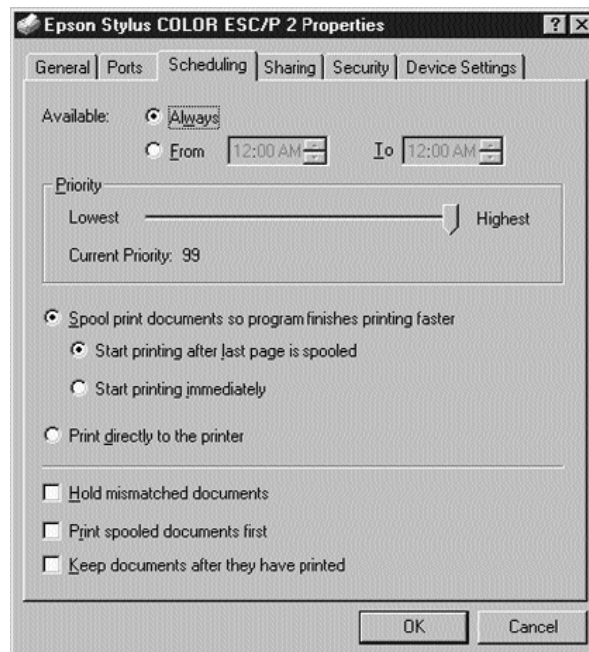 Epson Stylus COLOR ESC/P 2 Properties ? X
General Ports Scheduling Sharing Security Device Settings
Available: Always
From 12:00 AM To 12:00 AM
Priority
Lowest Highest
Current Priority: 99
Spool print documents so program finishes printing faster
Start printing after last page is spooled
Start printing immediately
Print directly to the printer
Hold mismatched documents
Print spooled documents first
Keep documents after they have printed
OK Cancel